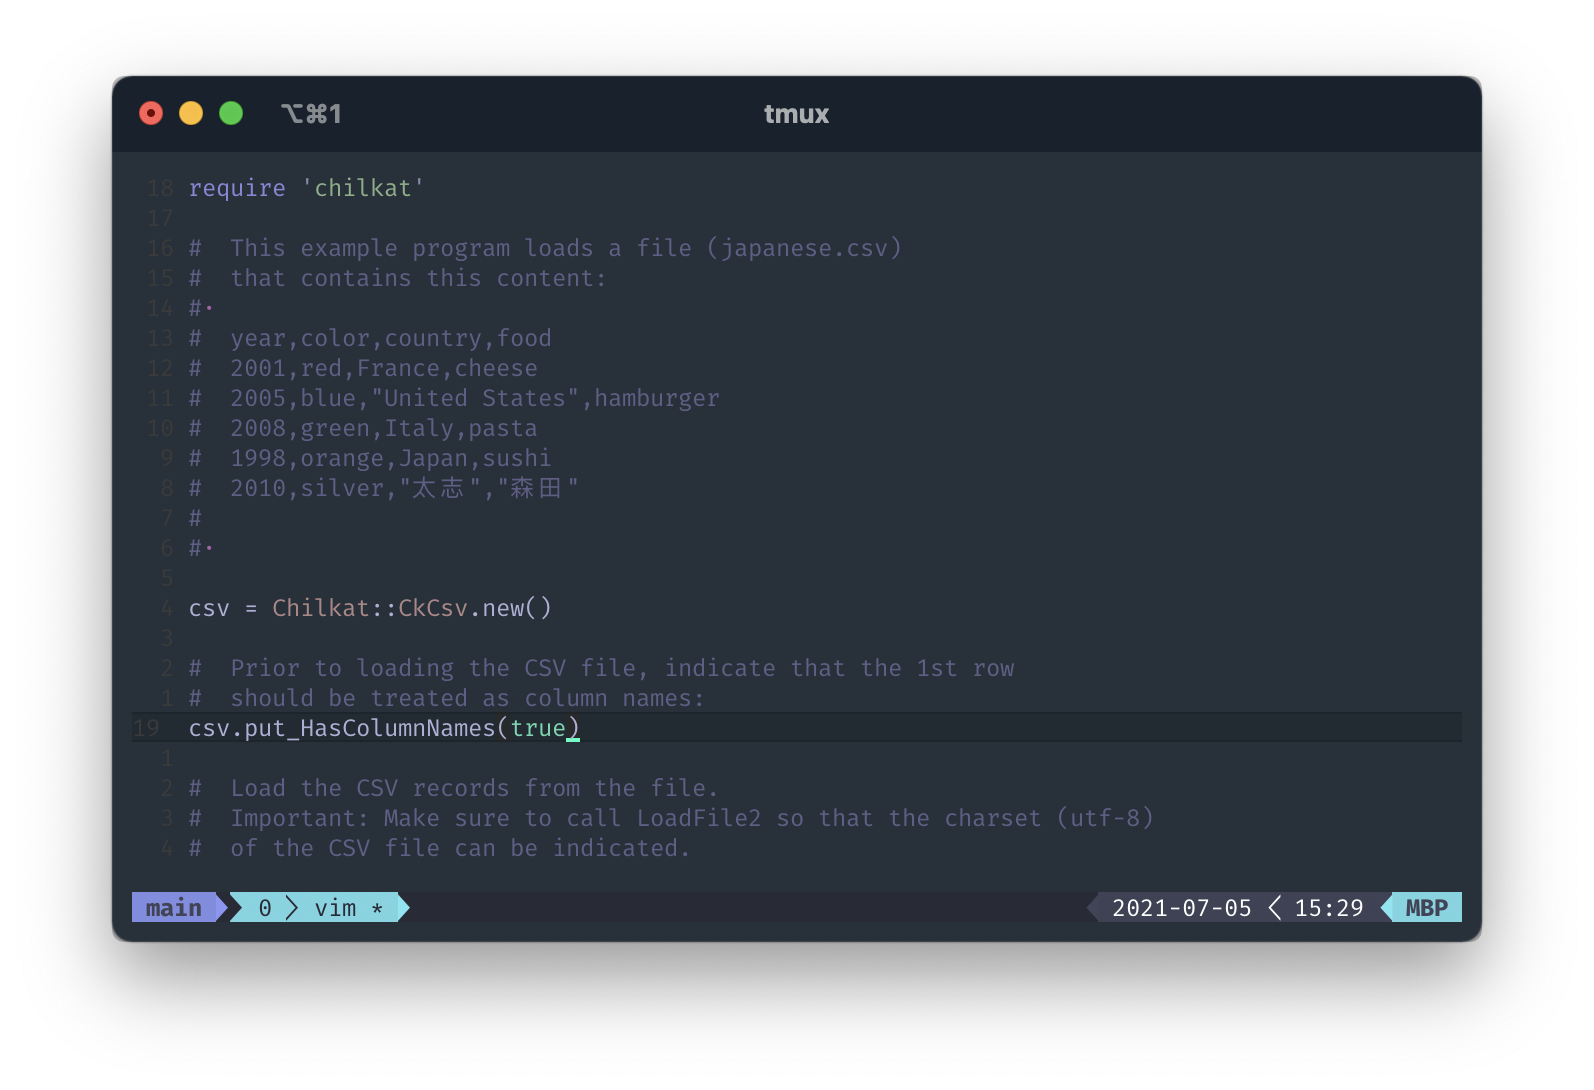 ⌥⌘1 tmux
18 require 'chilkat'
17
16 #  This example program loads a file (japanese.csv)
15 #  that contains this content:
14 #·
13 #  year,color,country,food
12 #  2001,red,France,cheese
11 #  2005,blue,"United States",hamburger
10 #  2008,green,Italy,pasta
9 #  1998,orange,Japan,sushi
8 #  2010,silver,"太志","森田"
7 #
6 #·
5
4 csv = Chilkat::CkCsv.new()
3
2 #  Prior to loading the CSV file, indicate that the 1st row
1 #  should be treated as column names:
19 csv.put_HasColumnNames(true)
1
2 #  Load the CSV records from the file.
3 #  Important: Make sure to call LoadFile2 so that the charset (utf-8)
4 #  of the CSV file can be indicated.
main 0 vim * 2021-07-05 15:29 MBP